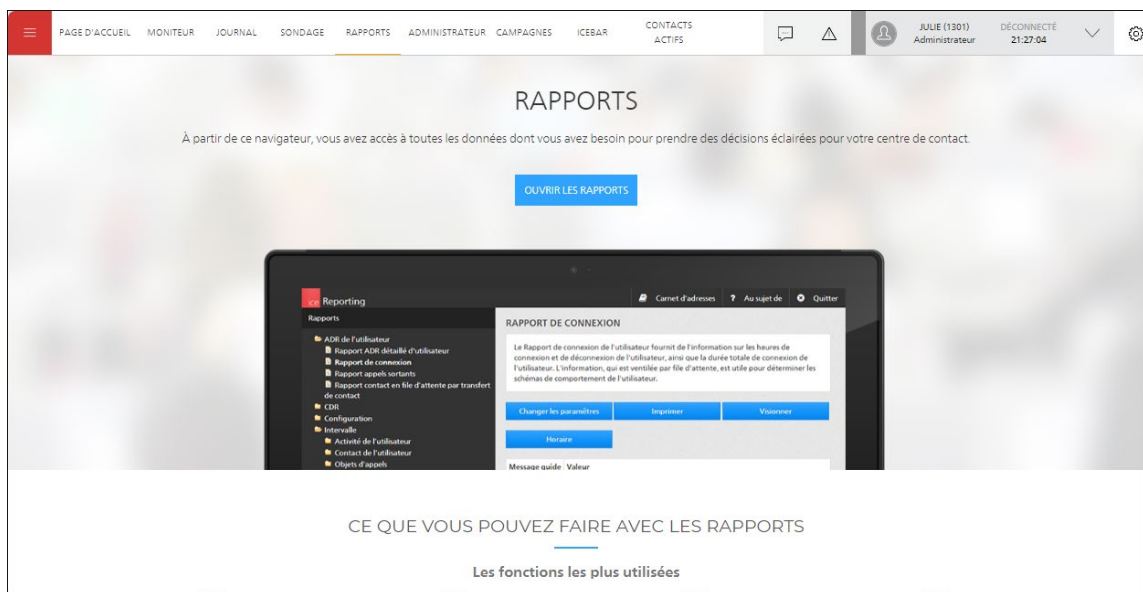 PAGE D'ACCUEIL MONITEUR JOURNAL SONDAGE RAPPORTS ADMINISTRATEUR CAMPAGNES ICEBAR CONTACTS ACTIFS
JULIE (1301)
Administrateur
DÉCONNECTÉ
21:27:04
RAPPORTS
À partir de ce navigateur, vous avez accès à toutes les données dont vous avez besoin pour prendre des décisions éclairées pour votre centre de contact.
OUVRIR LES RAPPORTS
ice Reporting
Carnet d'adresses ? Au sujet de Quitter
Rapports
ADR de l'utilisateur
Rapport ADR détaillé d'utilisateur
Rapport de connexion
Rapport appels sortants
Rapport contact en file d'attente par transfert
de contact
CDR
Configuration
Intervalle
Activité de l'utilisateur
Contact de l'utilisateur
Objets d'appels
RAPPORT DE CONNEXION
Le Rapport de connexion de l'utilisateur fournit de l'information sur les heures de
connexion et de déconnexion de l'utilisateur, ainsi que la durée totale de connexion de
l'utilisateur. L'information, qui est ventilée par file d'attente, est utile pour déterminer les
schémas de comportement de l'utilisateur.
Changer les paramètres Imprimer Visionner
Horaire
Message guide Valeur
CE QUE VOUS POUVEZ FAIRE AVEC LES RAPPORTS
Les fonctions les plus utilisées